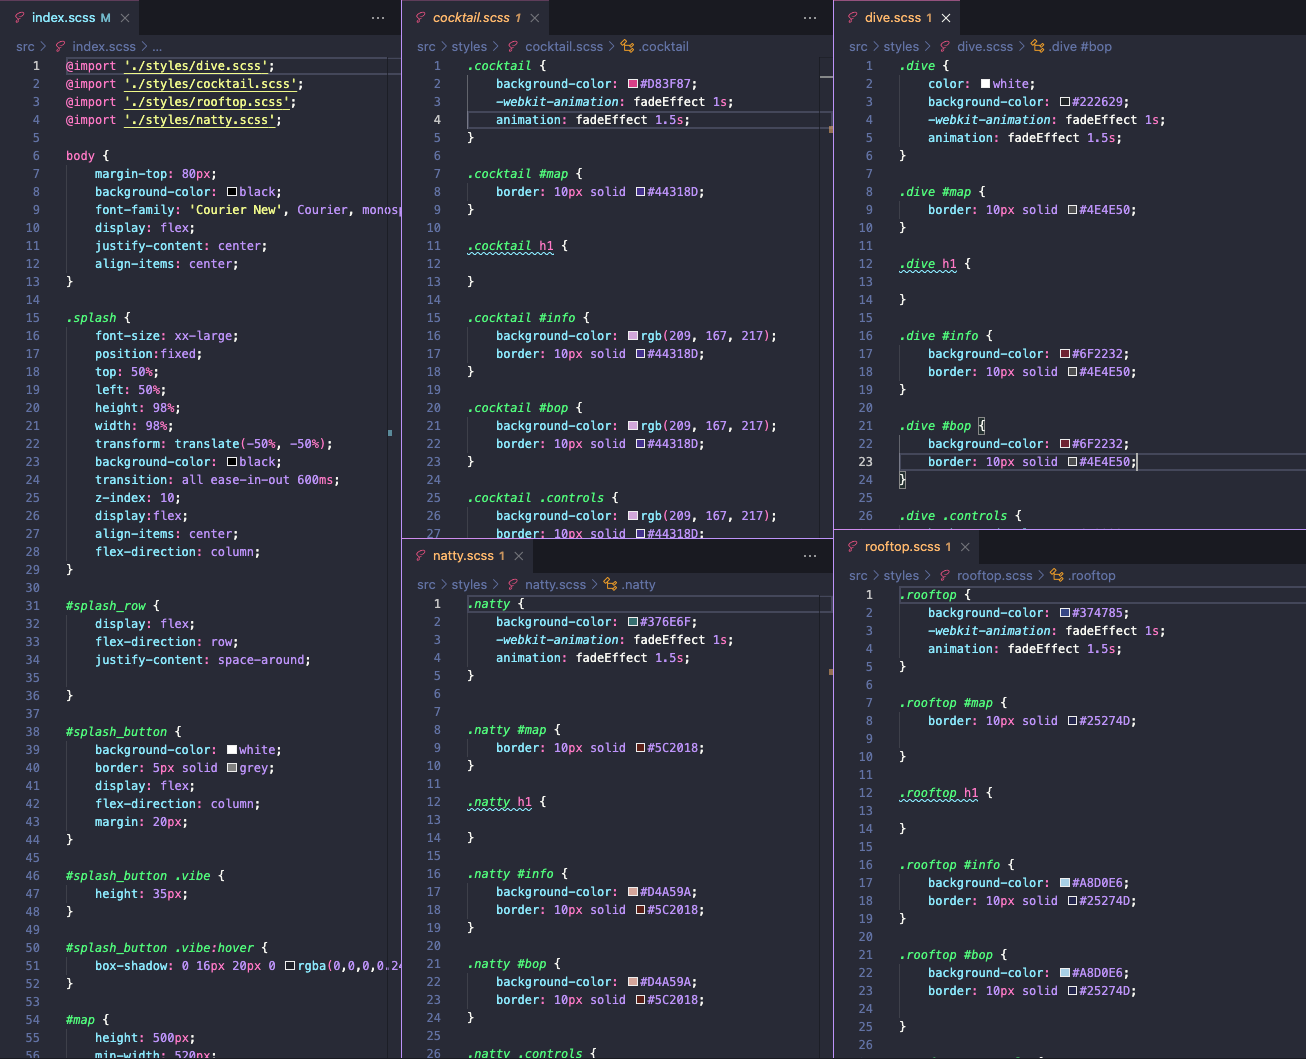 index.scss M
src > index.scss > ...
1 @import './styles/dive.scss';
2 @import './styles/cocktail.scss';
3 @import './styles/rooftop.scss';
4 @import './styles/natty.scss';
5
6 body {
7 margin-top: 80px;
8 background-color: black;
9 font-family: 'Courier New', Courier, monosp
10 display: flex;
11 justify-content: center;
12 align-items: center;
13 }
14
15 .splash {
16 font-size: xx-large;
17 position:fixed;
18 top: 50%;
19 left: 50%;
20 height: 98%;
21 width: 98%;
22 transform: translate(-50%, -50%);
23 background-color: black;
24 transition: all ease-in-out 600ms;
25 z-index: 10;
26 display:flex;
27 align-items: center;
28 flex-direction: column;
29 }
30
31 #splash_row {
32 display: flex;
33 flex-direction: row;
34 justify-content: space-around;
35
36 }
37
38 #splash_button {
39 background-color: white;
40 border: 5px solid grey;
41 display: flex;
42 flex-direction: column;
43 margin: 20px;
44 }
45
46 #splash_button .vibe {
47 height: 35px;
48 }
49
50 #splash_button .vibe:hover {
51 box-shadow: 0 16px 20px 0 rgba(0,0,0,0.24
52 }
53
54 #map {
55 height: 500px;
56 min-width: 520px;
cocktail.scss 1
src > styles > cocktail.scss > .cocktail
1 .cocktail {
2 background-color: #D83F87;
3 -webkit-animation: fadeEffect 1s;
4 animation: fadeEffect 1.5s;
5 }
6
7 .cocktail #map {
8 border: 10px solid #44318D;
9 }
10
11 .cocktail h1 {
12
13 }
14
15 .cocktail #info {
16 background-color: rgb(209, 167, 217);
17 border: 10px solid #44318D;
18 }
19
20 .cocktail #bop {
21 background-color: rgb(209, 167, 217);
22 border: 10px solid #44318D;
23 }
24
25 .cocktail .controls {
26 background-color: rgb(209, 167, 217);
27 border: 10px solid #44318D;
natty.scss 1
src > styles > natty.scss > .natty
1 .natty {
2 background-color: #376E6F;
3 -webkit-animation: fadeEffect 1s;
4 animation: fadeEffect 1.5s;
5 }
6
7
8 .natty #map {
9 border: 10px solid #5C2018;
10 }
11
12 .natty h1 {
13
14 }
15
16 .natty #info {
17 background-color: #D4A59A;
18 border: 10px solid #5C2018;
19 }
20
21 .natty #bop {
22 background-color: #D4A59A;
23 border: 10px solid #5C2018;
24 }
25
26 .natty .controls {
dive.scss 1
src > styles > dive.scss > .dive #bop
1 .dive {
2 color: white;
3 background-color: #222629;
4 -webkit-animation: fadeEffect 1s;
5 animation: fadeEffect 1.5s;
6 }
7
8 .dive #map {
9 border: 10px solid #4E4E50;
10 }
11
12 .dive h1 {
13
14 }
15
16 .dive #info {
17 background-color: #6F2232;
18 border: 10px solid #4E4E50;
19 }
20
21 .dive #bop {
22 background-color: #6F2232;
23 border: 10px solid #4E4E50;
24 }
25
26 .dive .controls {
rooftop.scss 1
src > styles > rooftop.scss > .rooftop
1 .rooftop {
2 background-color: #374785;
3 -webkit-animation: fadeEffect 1s;
4 animation: fadeEffect 1.5s;
5 }
6
7 .rooftop #map {
8 border: 10px solid #25274D;
9
10 }
11
12 .rooftop h1 {
13
14 }
15
16 .rooftop #info {
17 background-color: #A8D0E6;
18 border: 10px solid #25274D;
19 }
20
21 .rooftop #bop {
22 background-color: #A8D0E6;
23 border: 10px solid #25274D;
24
25 }
26